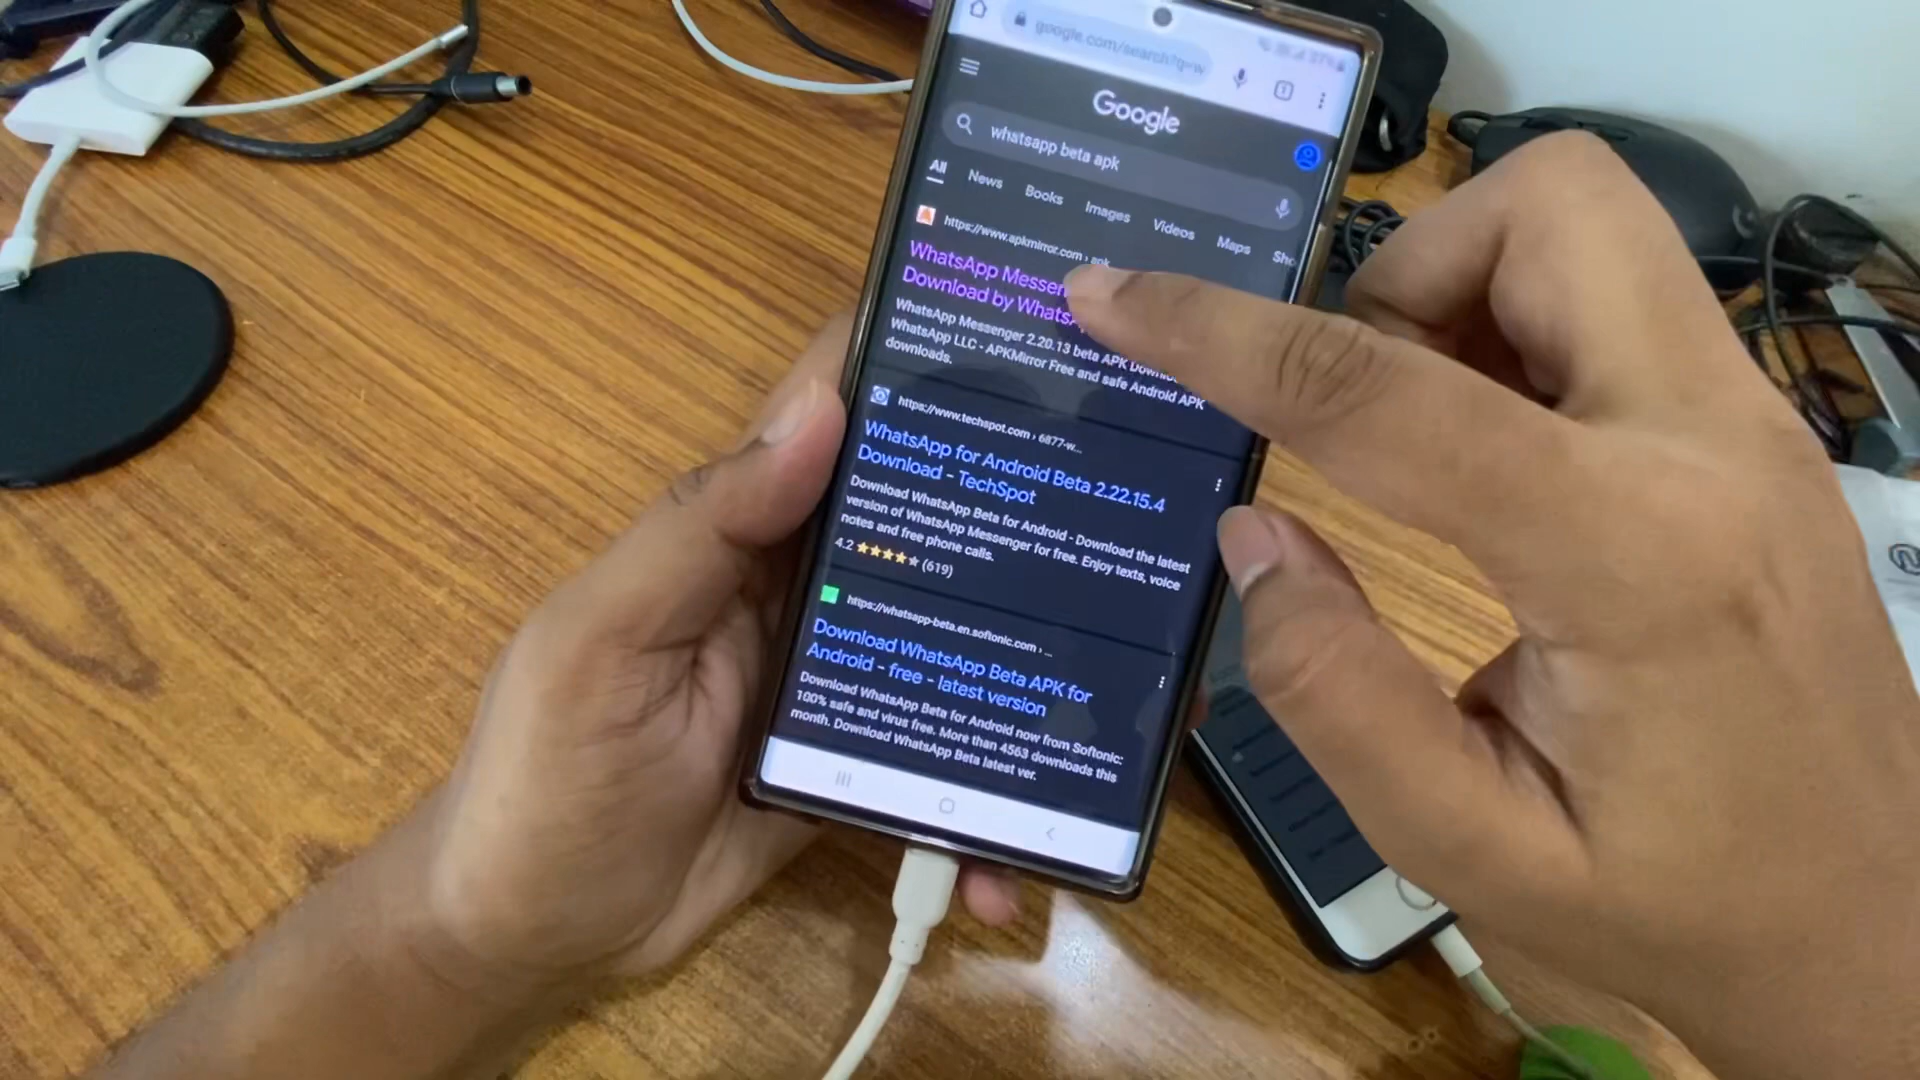 google.com/search?q=w
Google
whatsapp beta apk
All News Books Images Videos Maps Sho
https://www.apkmirror.com › apk
WhatsApp Messen
Download by WhatsA
WhatsApp Messenger 2.20.13 beta APK Downlo
WhatsApp LLC - APKMirror Free and safe Android APK
downloads.
https://www.techspot.com › 6877-w...
WhatsApp for Android Beta 2.22.15.4
Download - TechSpot
Download WhatsApp Beta for Android - Download the latest
version of WhatsApp Messenger for free. Enjoy texts, voice
notes and free phone calls.
4.2 ★★★★★ (619)
https://whatsapp-beta.en.softonic.com › ...
Download WhatsApp Beta APK for
Android - free - latest version
Download WhatsApp Beta for Android now from Softonic:
100% safe and virus free. More than 4563 downloads this
month. Download WhatsApp Beta latest ver.